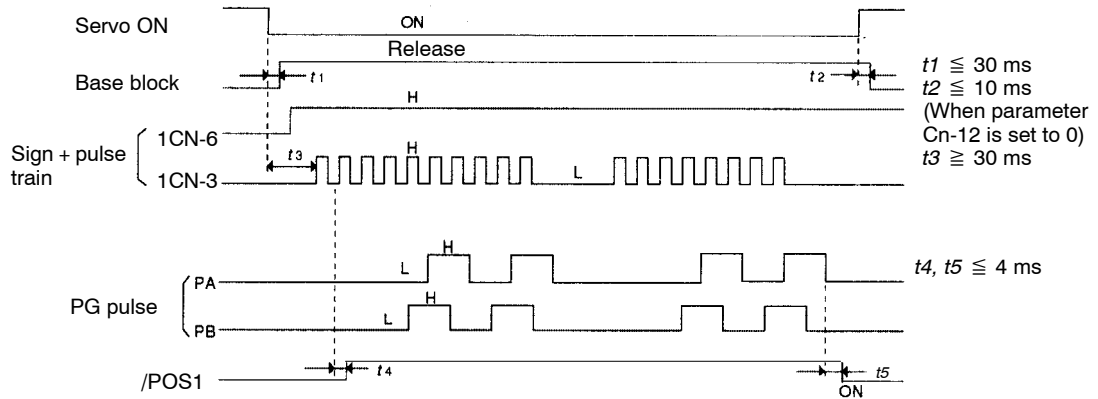 Servo ON
ON
Release
Base block
t1
t2
t1 ≦ 30 ms
t2 ≦ 10 ms
(When parameter
Cn-12 is set to 0)
t3 ≧ 30 ms
H
1CN-6
Sign + pulse
train
t3
H
1CN-3
L
H
L
PA
t4, t5 ≦ 4 ms
PG pulse
H
L
PB
t4
t5
/POS1
ON